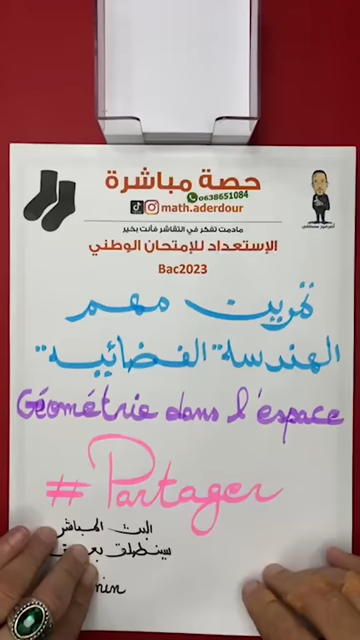 حصة مباشرة
0638651084
math.aderdour
مادمت تفكر في التقاشر فأنت بخير
الإستعداد للإمتحان الوطني
Bac2023
تمرين مهم
الهندسة "الفضائية"
Géométrie dans l'espace
#Partager
البث المباشر
سينطلق بعد